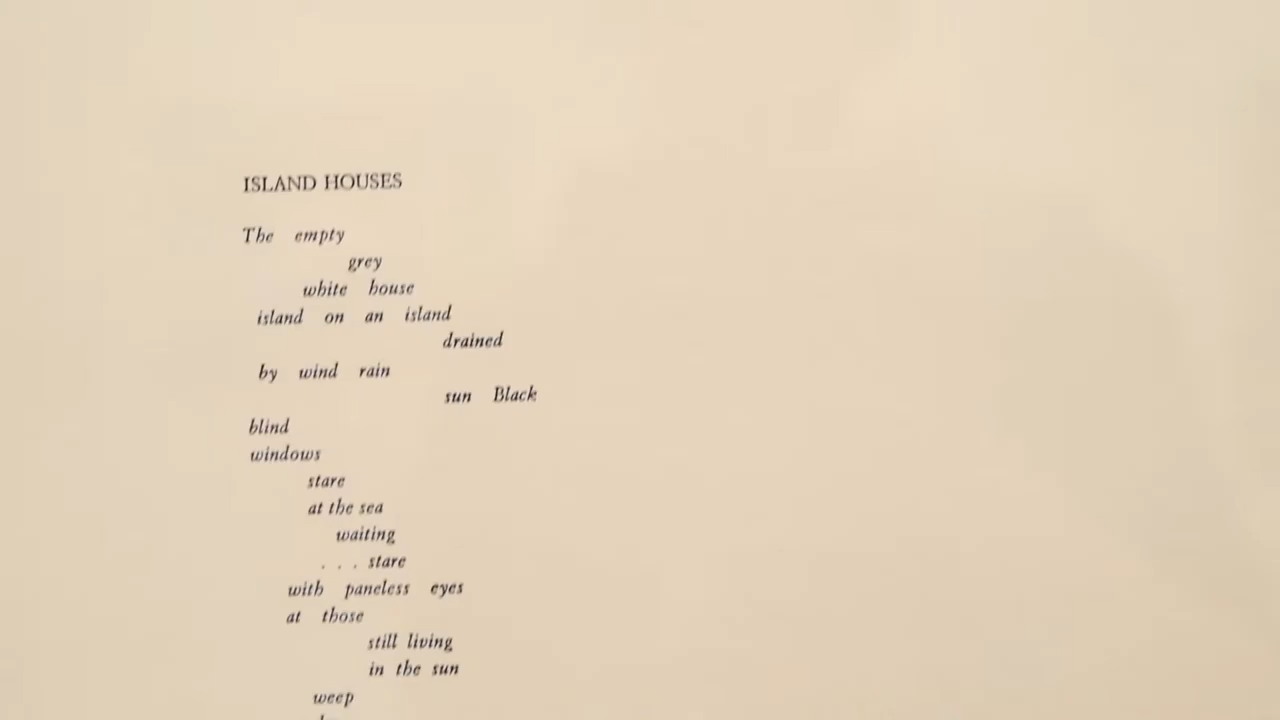 ISLAND HOUSES
The empty
grey
white house
island on an island
drained
by wind rain
sun Black
blind
windows
stare
at the sea
waiting
. . . stare
with paneless eyes
at those
still living
in the sun
weep